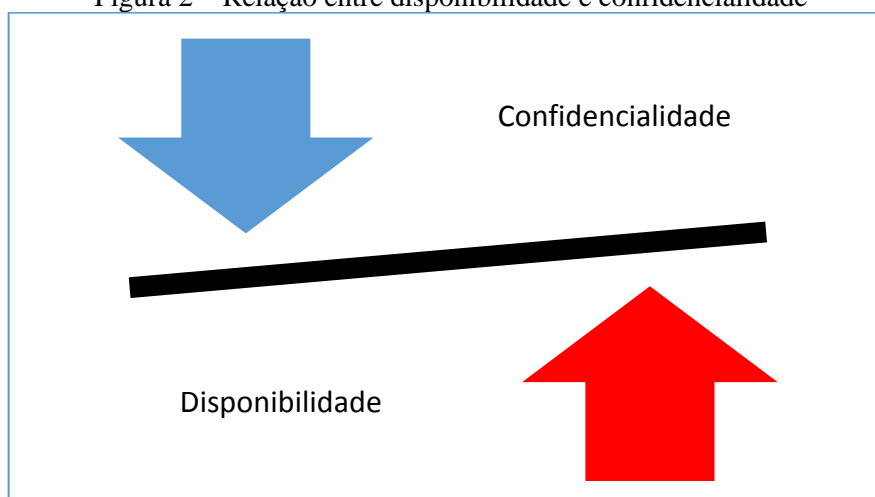 Figura 2 – Relação entre disponibilidade e confidencialidade
Confidencialidade
Disponibilidade